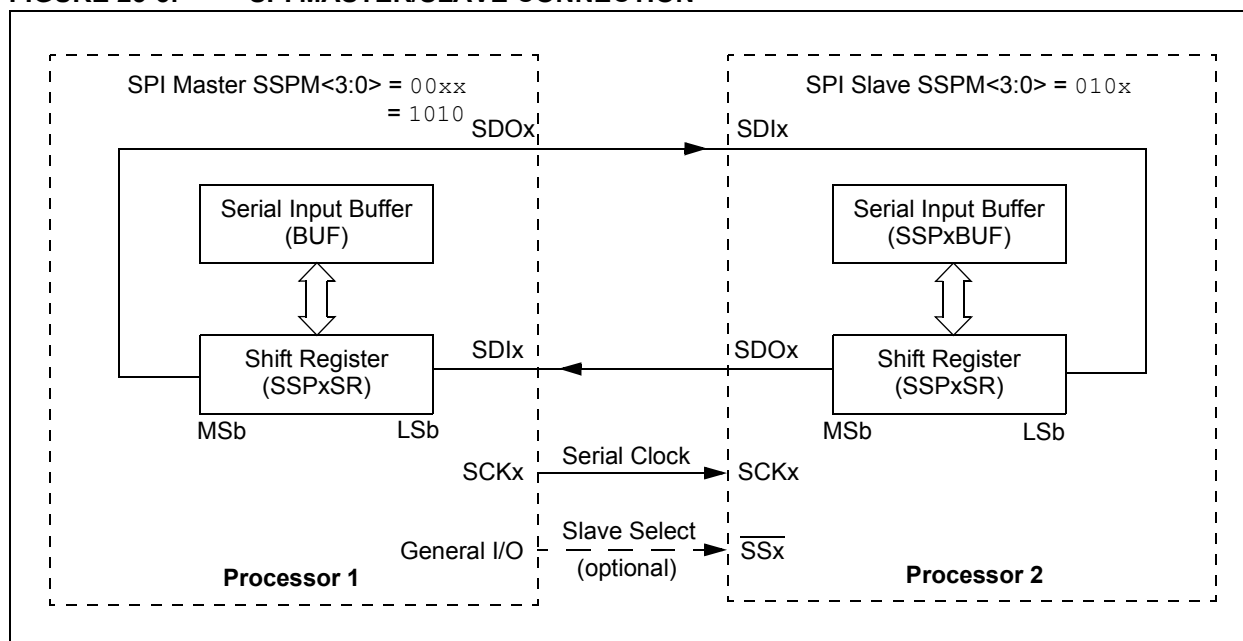 SPI Master SSPM<3:0> = 00xx
= 1010
SPI Slave SSPM<3:0> = 010x
SDOx
SDIx
Serial Input Buffer
(BUF)
Serial Input Buffer
(SSPxBUF)
Shift Register
(SSPxSR)
MSb
LSb
SDIx
SDOx
Shift Register
(SSPxSR)
MSb
LSb
SCKx
Serial Clock
SCKx
General I/O
Slave Select
(optional)
SSx
Processor 1
Processor 2